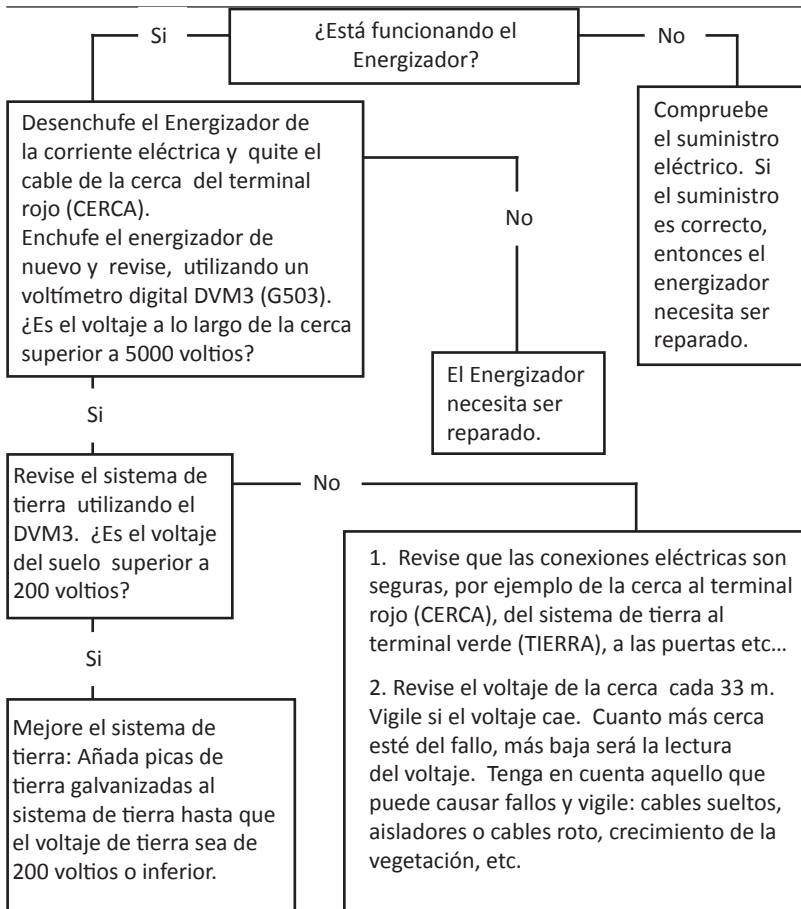 ¿Está funcionando el
Energizador?
Si
No
Desenchufe el Energizador de
la corriente eléctrica y quite el
cable de la cerca del terminal
rojo (CERCA).
Enchufe el energizador de
nuevo y revise, utilizando un
voltímetro digital DVM3 (G503).
¿Es el voltaje a lo largo de la cerca
superior a 5000 voltios?
Compruebe
el suministro
eléctrico. Si
el suministro
es correcto,
entonces el
energizador
necesita ser
reparado.
No
El Energizador
necesita ser
reparado.
Si
Revise el sistema de
tierra utilizando el
DVM3. ¿Es el voltaje
del suelo superior a
200 voltios?
No
1. Revise que las conexiones eléctricas son
seguras, por ejemplo de la cerca al terminal
rojo (CERCA), del sistema de tierra al
terminal verde (TIERRA), a las puertas etc...
2. Revise el voltaje de la cerca cada 33 m.
Vigile si el voltaje cae. Cuanto más cerca
esté del fallo, más baja será la lectura
del voltaje. Tenga en cuenta aquello que
puede causar fallos y vigile: cables sueltos,
aisladores o cables roto, crecimiento de la
vegetación, etc.
Si
Mejore el sistema de
tierra: Añada picas de
tierra galvanizadas al
sistema de tierra hasta que
el voltaje de tierra sea de
200 voltios o inferior.